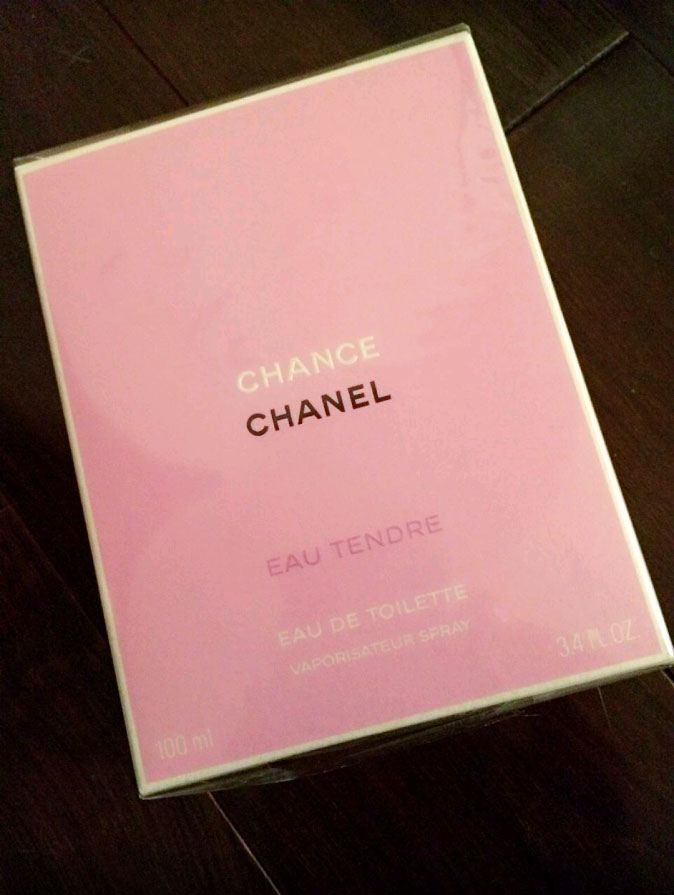 CHANCE
CHANEL
EAU TENDRE
EAU DE TOILETTE
VAPORISATEUR SPRAY
100 ml
3.4 FL. OZ.